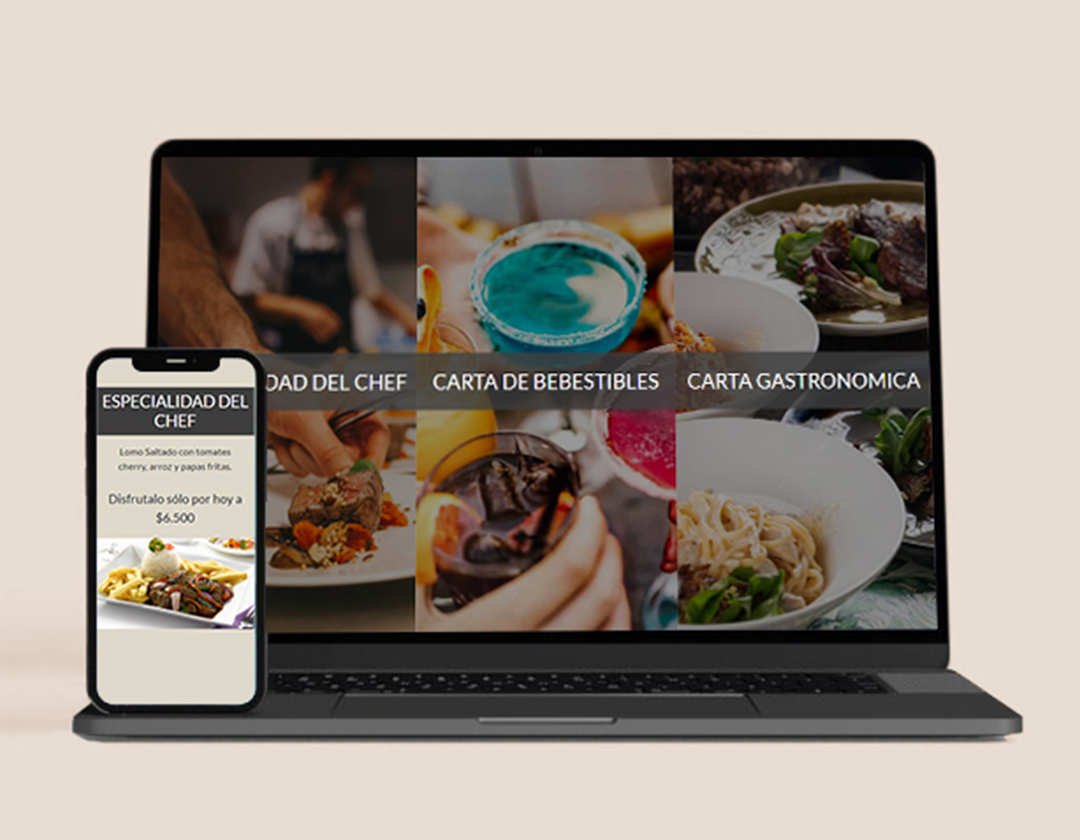 ESPECIALIDAD DEL
CHEF
Lomo Saltado con tomates
cherry, arroz y papas fritas.
Disfrutalo sólo por hoy a
$6.500
DAD DEL CHEF
CARTA DE BEBESTIBLES
CARTA GASTRONOMICA